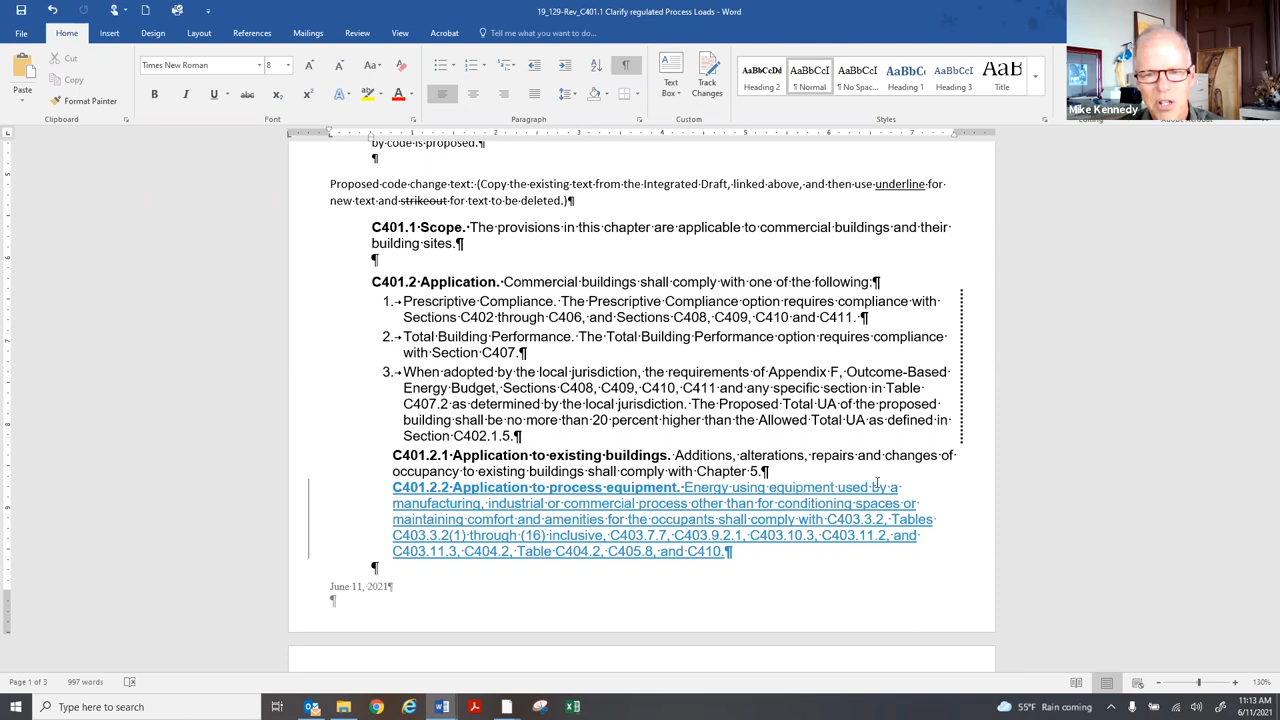 19_129-Rev_C401.1 Clarify regulated Process Loads - Word
File Home Insert Design Layout References Mailings Review View Acrobat Tell me what you want to do...
Paste Cut Copy Format Painter
Times New Roman 8
Text Box Track Changes
AaBbCcDd AaBbCcI AaBbCcI AaBbC AaBbCcI AaB
Heading 2 ¶ Normal ¶ No Spac... Heading 1 Heading 3 Title
Clipboard Font Paragraph Custom Styles Editing
Mike Kennedy
by code is proposed.¶
¶
Proposed code change text: (Copy the existing text from the Integrated Draft, linked above, and then use underline for
new text and strikeout for text to be deleted.)¶
C401.1 Scope. The provisions in this chapter are applicable to commercial buildings and their
building sites.¶
¶
C401.2 Application. Commercial buildings shall comply with one of the following:¶
1. Prescriptive Compliance. The Prescriptive Compliance option requires compliance with
Sections C402 through C406, and Sections C408, C409, C410 and C411. ¶
2. Total Building Performance. The Total Building Performance option requires compliance
with Section C407.¶
3. When adopted by the local jurisdiction, the requirements of Appendix F, Outcome-Based
Energy Budget, Sections C408, C409, C410, C411 and any specific section in Table
C407.2 as determined by the local jurisdiction. The Proposed Total UA of the proposed
building shall be no more than 20 percent higher than the Allowed Total UA as defined in
Section C402.1.5.¶
C401.2.1 Application to existing buildings. Additions, alterations, repairs and changes of
occupancy to existing buildings shall comply with Chapter 5.¶
C401.2.2 Application to process equipment. Energy using equipment used by a
manufacturing, industrial or commercial process other than for conditioning spaces or
maintaining comfort and amenities for the occupants shall comply with C403.3.2, Tables
C403.3.2(1) through (16) inclusive, C403.7.7, C403.9.2.1, C403.10.3, C403.11.2, and
C403.11.3, C404.2, Table C404.2, C405.8, and C410.¶
¶
June 11, 2021¶
¶
Page 1 of 3 997 words 130%
Type here to search 55°F Rain coming 11:13 AM
6/11/2021